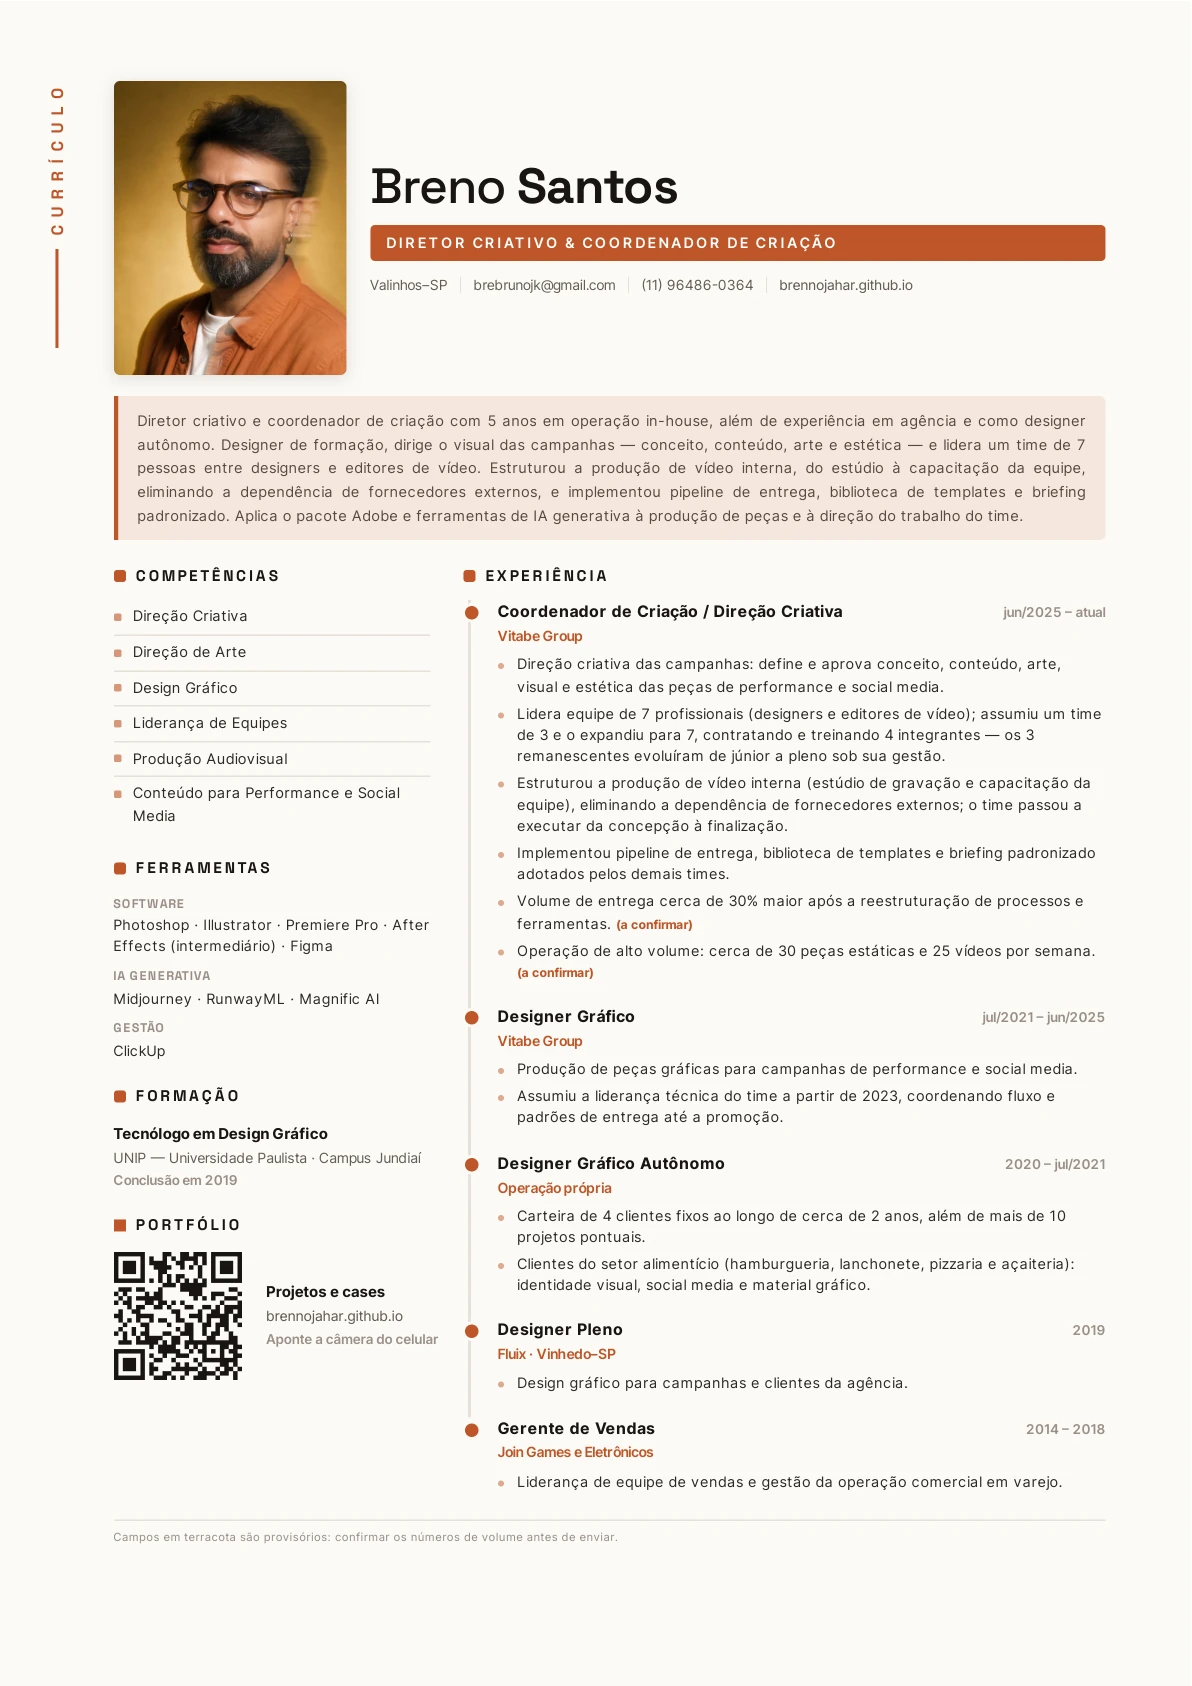 CURRÍCULO
Breno Santos
DIRETOR CRIATIVO & COORDENADOR DE CRIAÇÃO
Valinhos–SP brebrunojk@gmail.com (11) 96486-0364 brennojahar.github.io
Diretor criativo e coordenador de criação com 5 anos em operação in-house, além de experiência em agência e como designer
autônomo. Designer de formação, dirige o visual das campanhas — conceito, conteúdo, arte e estética — e lidera um time de 7
pessoas entre designers e editores de vídeo. Estruturou a produção de vídeo interna, do estúdio à capacitação da equipe,
eliminando a dependência de fornecedores externos, e implementou pipeline de entrega, biblioteca de templates e briefing
padronizado. Aplica o pacote Adobe e ferramentas de IA generativa à produção de peças e à direção do trabalho do time.
COMPETÊNCIAS
Direção Criativa
Direção de Arte
Design Gráfico
Liderança de Equipes
Produção Audiovisual
Conteúdo para Performance e Social
Media
FERRAMENTAS
SOFTWARE
Photoshop · Illustrator · Premiere Pro · After
Effects (intermediário) · Figma
IA GENERATIVA
Midjourney · RunwayML · Magnific AI
GESTÃO
ClickUp
FORMAÇÃO
Tecnólogo em Design Gráfico
UNIP — Universidade Paulista · Campus Jundiaí
Conclusão em 2019
PORTFÓLIO
Projetos e cases
brennojahar.github.io
Aponte a câmera do celular
EXPERIÊNCIA
Coordenador de Criação / Direção Criativa jun/2025 – atual
Vitabe Group
Direção criativa das campanhas: define e aprova conceito, conteúdo, arte,
visual e estética das peças de performance e social media.
Lidera equipe de 7 profissionais (designers e editores de vídeo); assumiu um time
de 3 e o expandiu para 7, contratando e treinando 4 integrantes — os 3
remanescentes evoluíram de júnior a pleno sob sua gestão.
Estruturou a produção de vídeo interna (estúdio de gravação e capacitação da
equipe), eliminando a dependência de fornecedores externos; o time passou a
executar da concepção à finalização.
Implementou pipeline de entrega, biblioteca de templates e briefing padronizado
adotados pelos demais times.
Volume de entrega cerca de 30% maior após a reestruturação de processos e
ferramentas. (a confirmar)
Operação de alto volume: cerca de 30 peças estáticas e 25 vídeos por semana.
(a confirmar)
Designer Gráfico jul/2021 – jun/2025
Vitabe Group
Produção de peças gráficas para campanhas de performance e social media.
Assumiu a liderança técnica do time a partir de 2023, coordenando fluxo e
padrões de entrega até a promoção.
Designer Gráfico Autônomo 2020 – jul/2021
Operação própria
Carteira de 4 clientes fixos ao longo de cerca de 2 anos, além de mais de 10
projetos pontuais.
Clientes do setor alimentício (hamburgueria, lanchonete, pizzaria e açaiteria):
identidade visual, social media e material gráfico.
Designer Pleno 2019
Fluix · Vinhedo–SP
Design gráfico para campanhas e clientes da agência.
Gerente de Vendas 2014 – 2018
Join Games e Eletrônicos
Liderança de equipe de vendas e gestão da operação comercial em varejo.
Campos em terracota são provisórios: confirmar os números de volume antes de enviar.